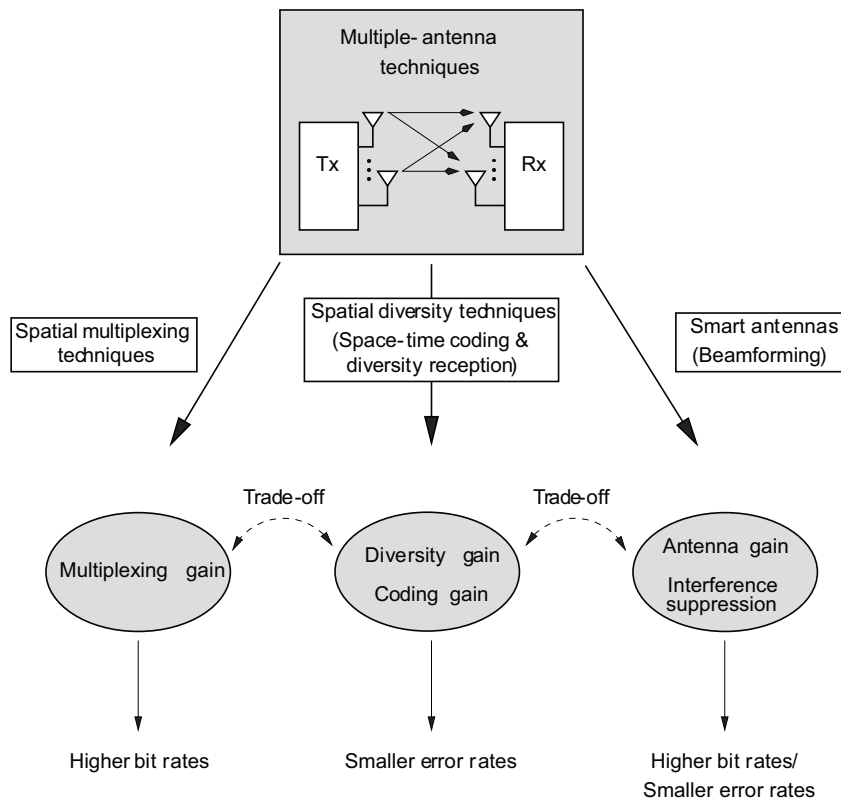 Multiple-antenna
techniques
Tx
Rx
Spatial multiplexing
techniques
Spatial diversity techniques
(Space-time coding &
diversity reception)
Smart antennas
(Beamforming)
Trade-off
Trade-off
Multiplexing gain
Diversity gain
Coding gain
Antenna gain
Interference
suppression
Higher bit rates
Smaller error rates
Higher bit rates/
Smaller error rates